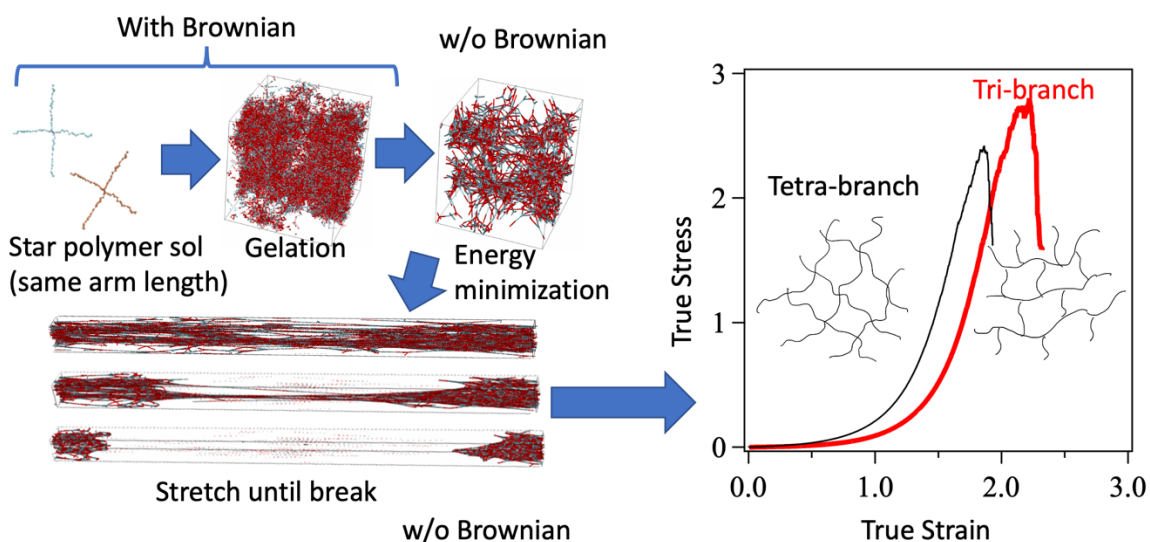 With Brownian
w/o Brownian
Star polymer sol
(same arm length)
Gelation
Energy
minimization
Stretch until break
w/o Brownian
True Stress
3
2
1
0
Tri-branch
Tetra-branch
0.0 1.0 2.0 3.0
True Strain